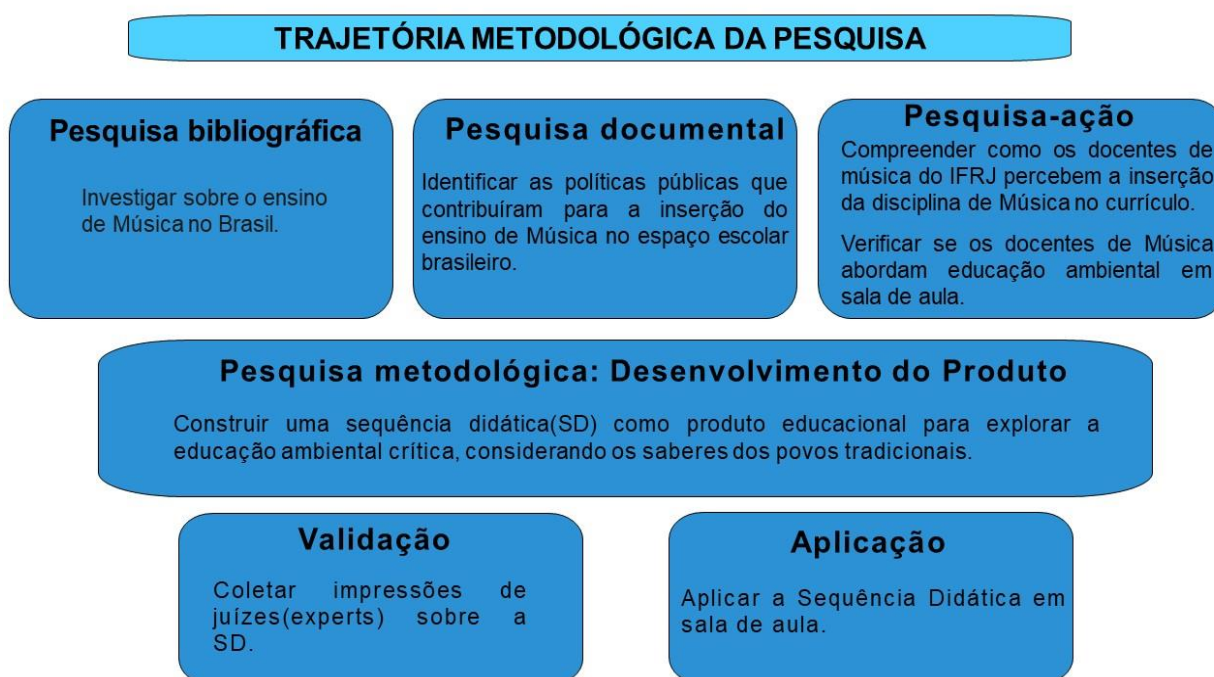 TRAJETÓRIA METODOLÓGICA DA PESQUISA
Pesquisa bibliográfica
Investigar sobre o ensino
de Música no Brasil.
Pesquisa documental
Identificar as políticas públicas que
contribuíram para a inserção do
ensino de Música no espaço escolar
brasileiro.
Pesquisa-ação
Compreender como os docentes de
música do IFRJ percebem a inserção
da disciplina de Música no currículo.
Verificar se os docentes de Música
abordam educação ambiental em
sala de aula.
Pesquisa metodológica: Desenvolvimento do Produto
Construir uma sequência didática(SD) como produto educacional para explorar a
educação ambiental crítica, considerando os saberes dos povos tradicionais.
Validação
Coletar impressões de
juízes(experts) sobre a
SD.
Aplicação
Aplicar a Sequência Didática em
sala de aula.